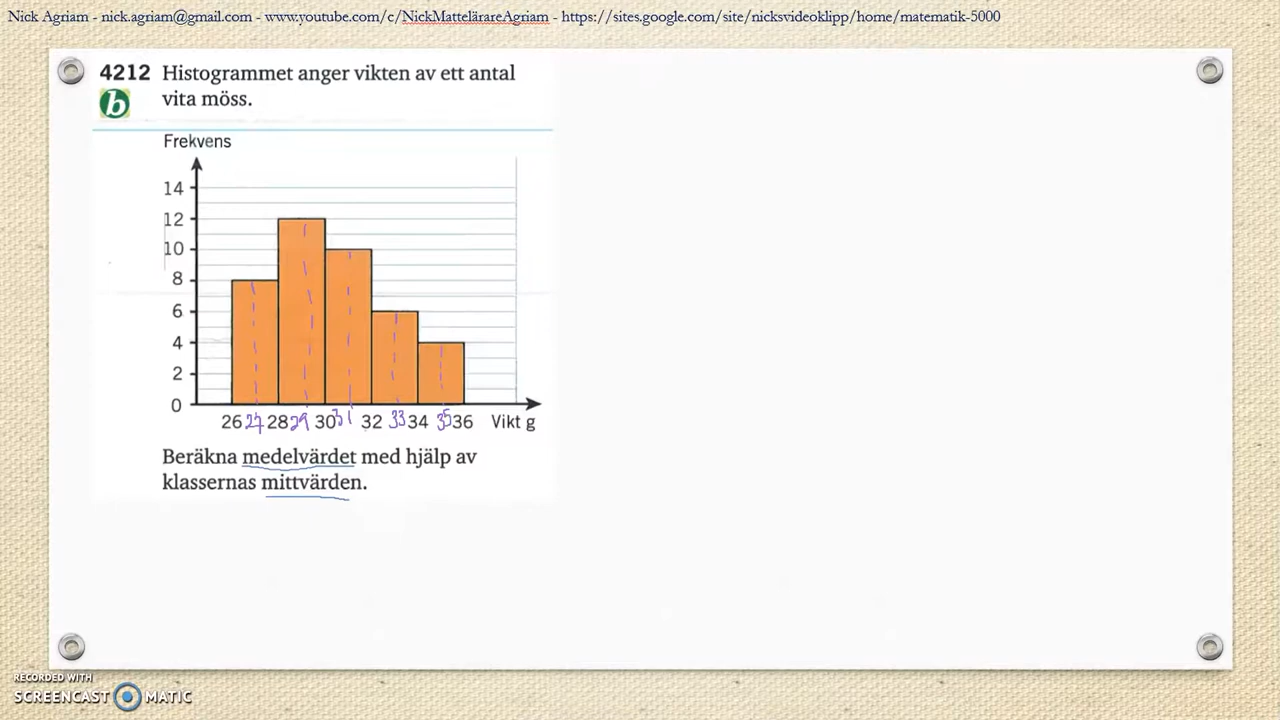 Nick Agriam - nick.agriam@gmail.com - www.youtube.com/c/NickMattelärareAgriam - https://sites.google.com/site/nicksvideoklipp/home/matematik-5000
4212 Histogrammet anger vikten av ett antal
b vita möss.
Frekvens
14
12
10
8
6
4
2
0
26 27 28 29 30 31 32 33 34 35 36 Vikt g
Beräkna medelvärdet med hjälp av
klassernas mittvärden.
RECORDED WITH
SCREENCAST MATIC